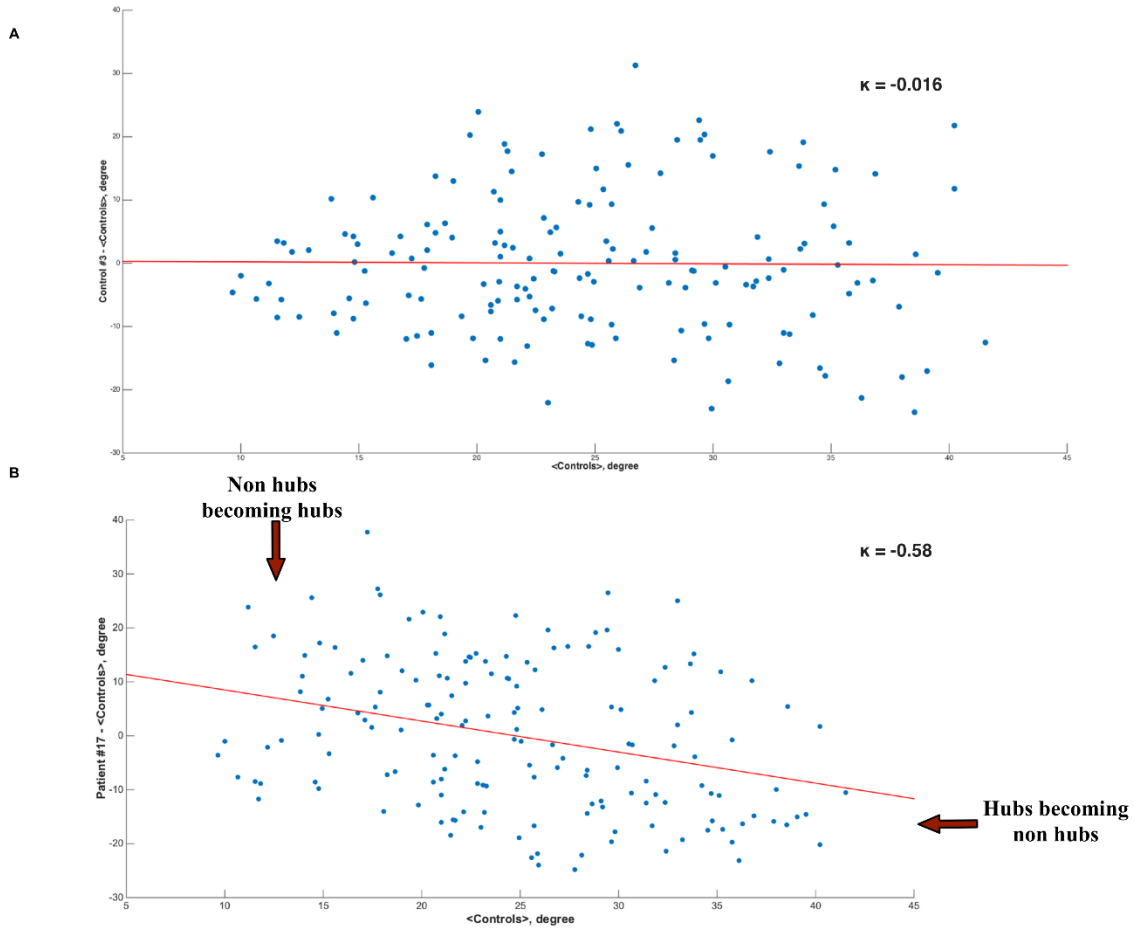 A
40
30
20
10
0
-10
-20
-30
Control #3 - <Controls>, degree
κ = -0.016
5 10 15 20 25 30 35 40 45
<Controls>, degree
B
Non hubs
becoming hubs
40
30
20
10
0
-10
-20
-30
Patient #17 - <Controls>, degree
κ = -0.58
Hubs becoming
non hubs
5 10 15 20 25 30 35 40 45
<Controls>, degree